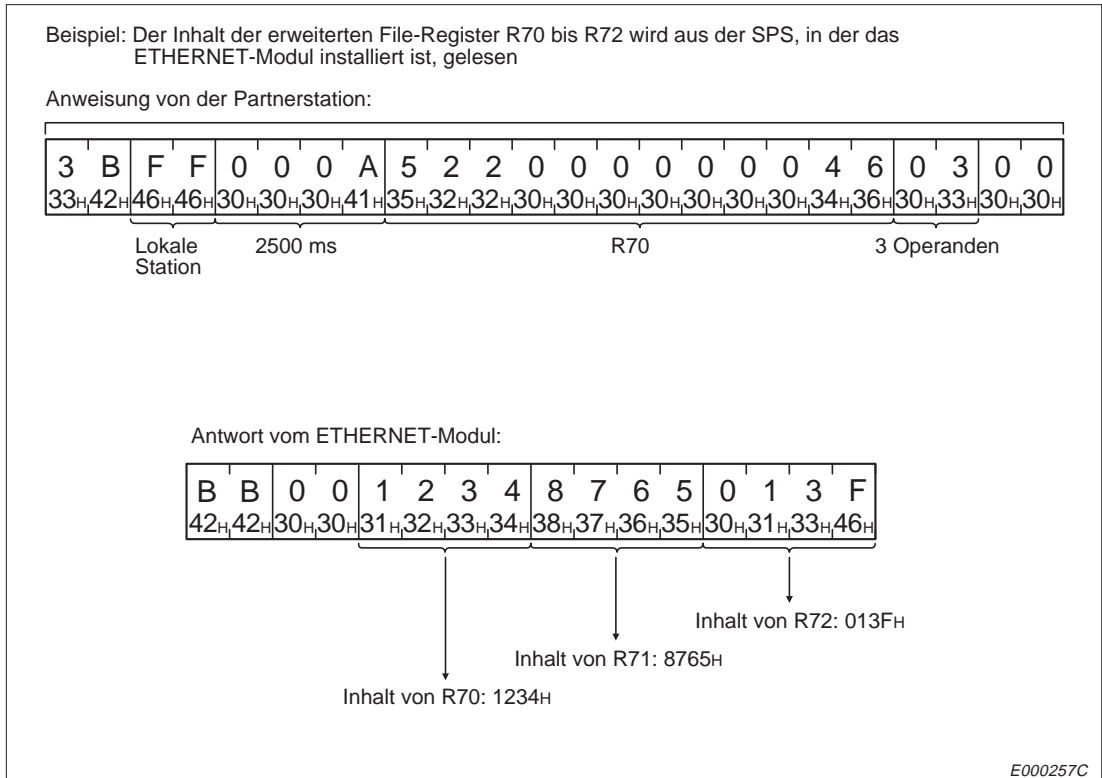 Beispiel: Der Inhalt der erweiterten File-Register R70 bis R72 wird aus der SPS, in der das
ETHERNET-Modul installiert ist, gelesen
Anweisung von der Partnerstation:
3 B F F 0 0 0 A 5 2 2 0 0 0 0 0 0 0 4 6 0 3 0 0
33H 42H 46H 46H 30H 30H 30H 41H 35H 32H 32H 30H 30H 30H 30H 30H 30H 30H 34H 36H 30H 33H 30H 30H
Lokale Station 2500 ms R70 3 Operanden
Antwort vom ETHERNET-Modul:
B B 0 0 1 2 3 4 8 7 6 5 0 1 3 F
42H 42H 30H 30H 31H 32H 33H 34H 38H 37H 36H 35H 30H 31H 33H 46H
Inhalt von R72: 013FH
Inhalt von R71: 8765H
Inhalt von R70: 1234H
E000257C